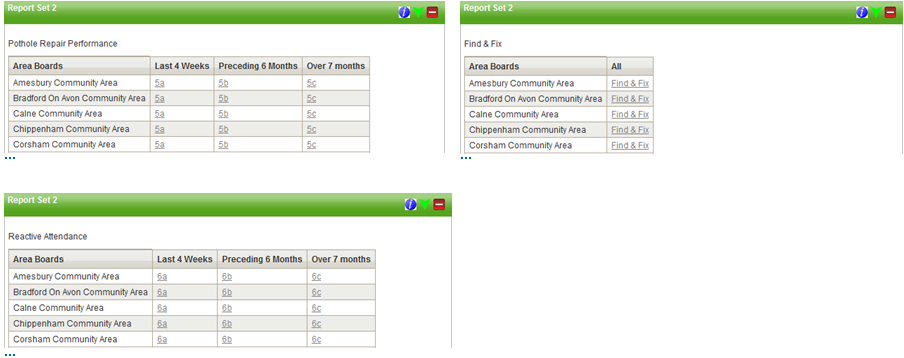 Report Set 2
Pothole Repair Performance
Area Boards Last 4 Weeks Preceding 6 Months Over 7 months
Amesbury Community Area 5a 5b 5c
Bradford On Avon Community Area 5a 5b 5c
Calne Community Area 5a 5b 5c
Chippenham Community Area 5a 5b 5c
Corsham Community Area 5a 5b 5c
...
Report Set 2
Find & Fix
Area Boards All
Amesbury Community Area Find & Fix
Bradford On Avon Community Area Find & Fix
Calne Community Area Find & Fix
Chippenham Community Area Find & Fix
Corsham Community Area Find & Fix
...
Report Set 2
Reactive Attendance
Area Boards Last 4 Weeks Preceding 6 Months Over 7 months
Amesbury Community Area 6a 6b 6c
Bradford On Avon Community Area 6a 6b 6c
Calne Community Area 6a 6b 6c
Chippenham Community Area 6a 6b 6c
Corsham Community Area 6a 6b 6c
...